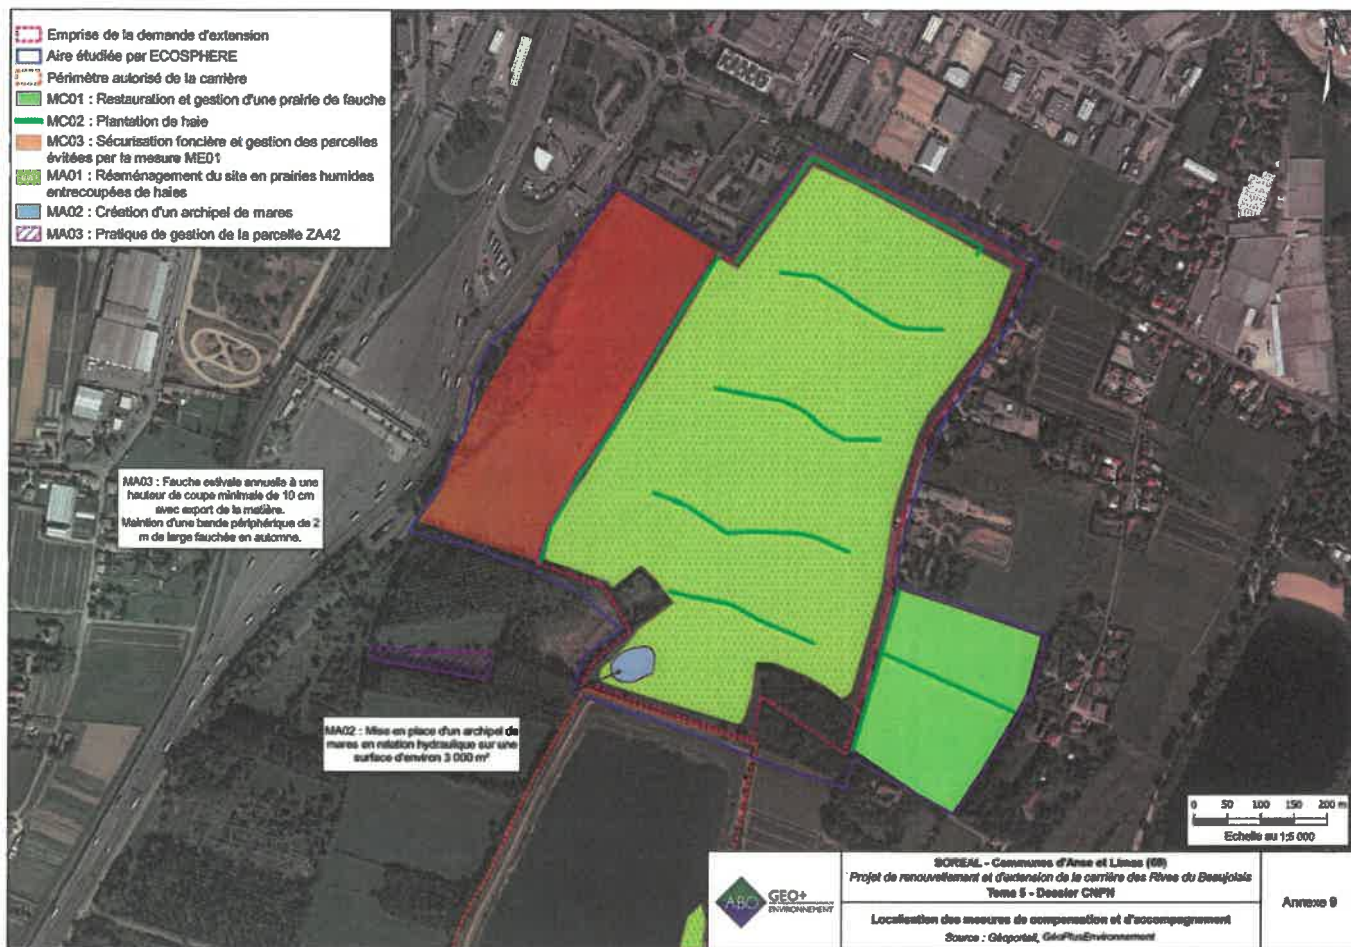 Emprise de la demande d'extension
Aire étudiée par ECOSPHERE
Périmètre autorisé de la carrière
MC01 : Restauration et gestion d'une prairie de fauche
MC02 : Plantation de haie
MC03 : Sécurisation foncière et gestion des parcelles
évitées par la mesure ME01
MA01 : Réaménagement du site en prairies humides
entrecoupées de haies
MA02 : Création d'un archipel de mares
MA03 : Pratique de gestion de la parcelle ZA42
MA03 : Fauche estivale annuelle à une
hauteur de coupe minimale de 10 cm
avec export de la matière.
Maintien d'une bande périphérique de 2
m de large fauchée en automne.
MA02 : Mise en place d'un archipel de
mares en relation hydraulique sur une
surface d'environ 3 000 m²
0 50 100 150 200 m
Echelle au 1:5 000
ABO
GEO+
ENVIRONNEMENT
SOREAL - Communes d'Anse et Limas (69)
Projet de renouvellement et d'extension de la carrière des Rives du Beaujolais
Tome 5 - Dossier CNPN
Localisation des mesures de compensation et d'accompagnement
Source : Géoportail, GéoPlusEnvironnement
Annexe 9